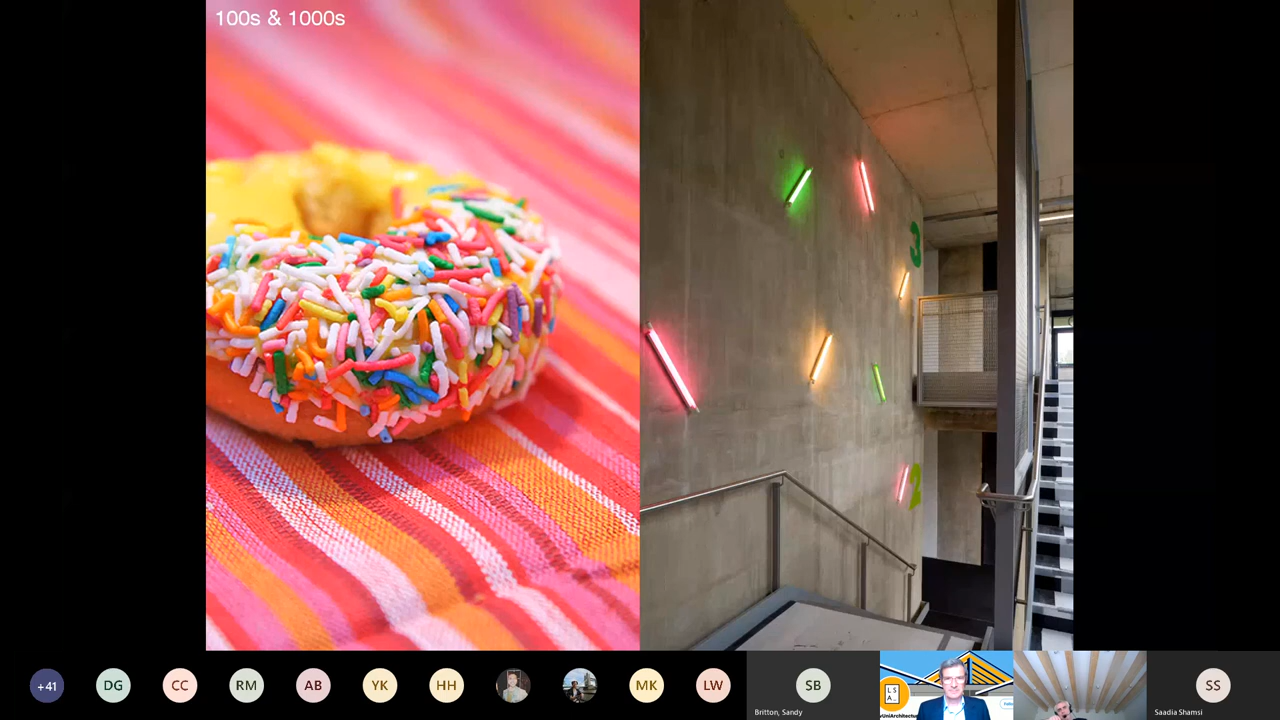 100s & 1000s
3
2
+41
DG
CC
RM
AB
YK
HH
MK
LW
SB
Britton, Sandy
L S
A
UniArchitectu
SS
Saadia Shamsi